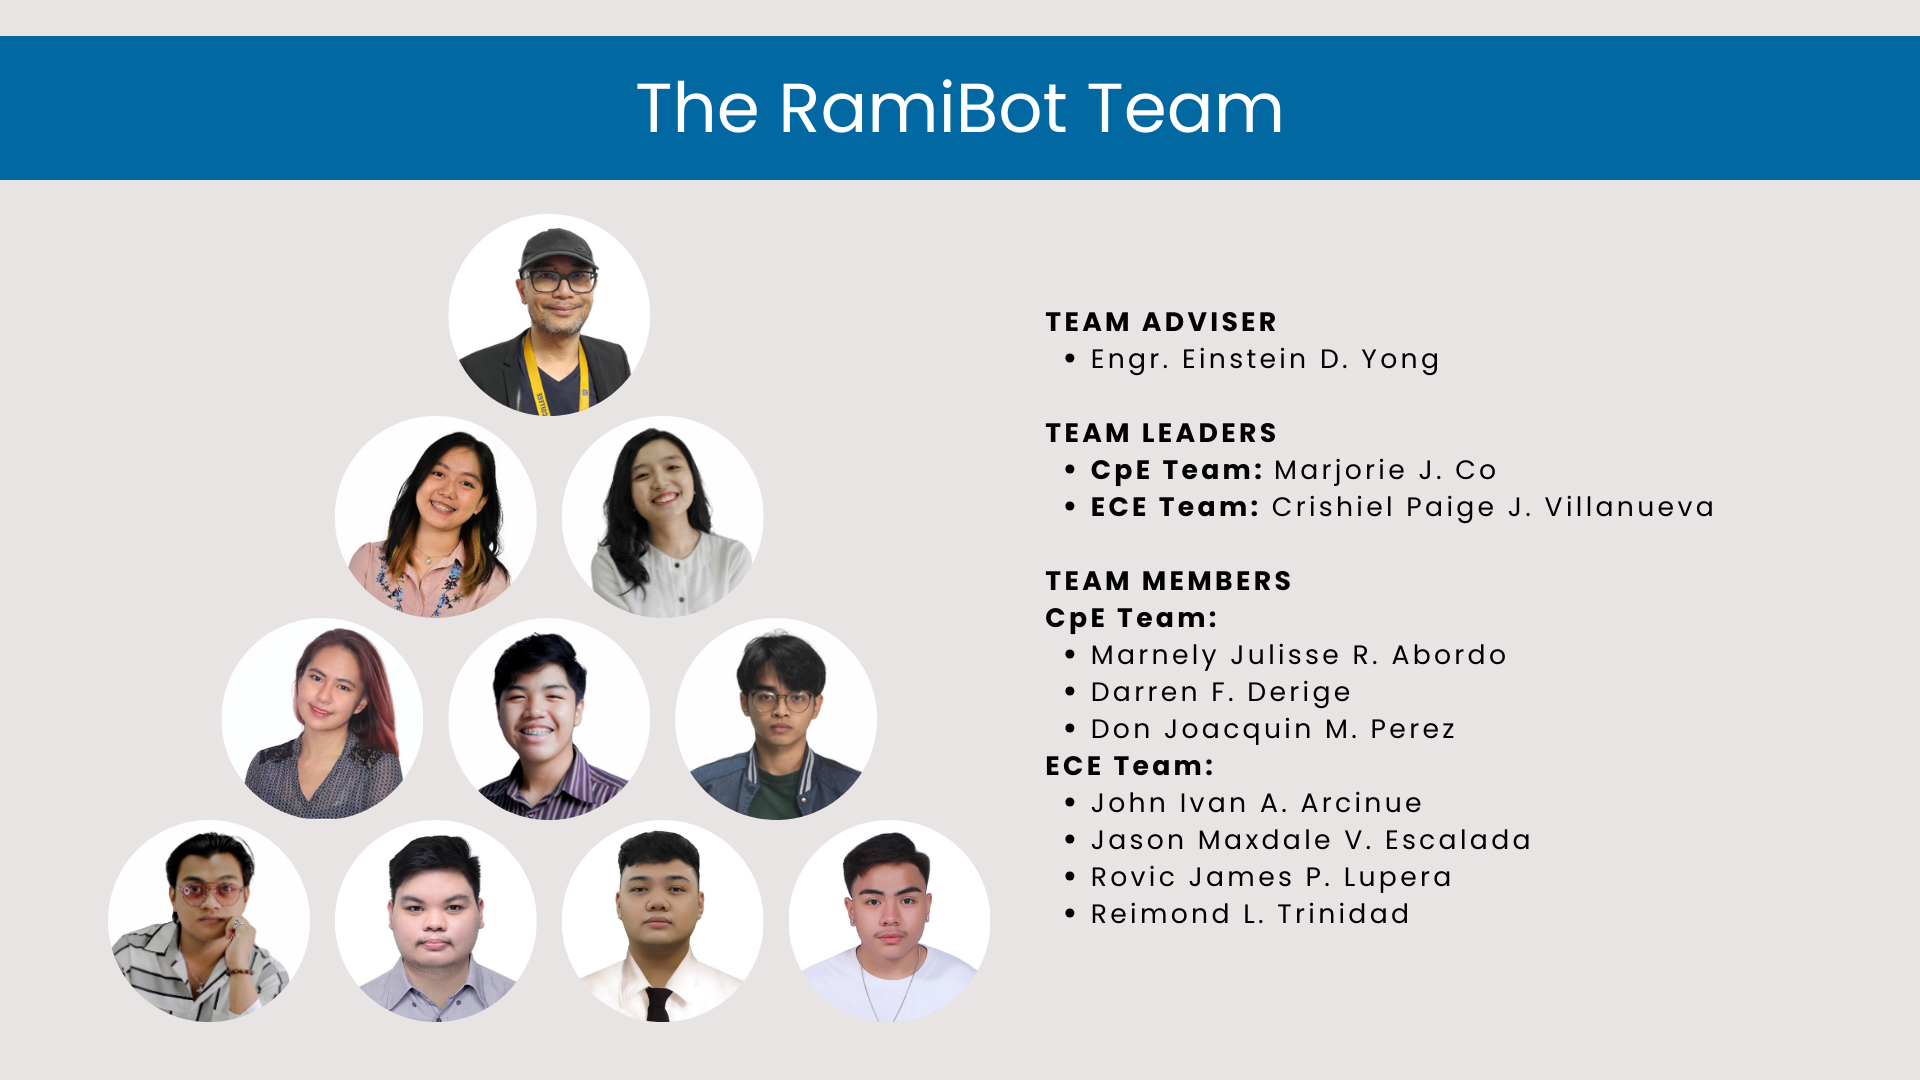 The RamiBot Team
COLLEGE
TEAM ADVISER
• Engr. Einstein D. Yong
TEAM LEADERS
• CpE Team: Marjorie J. Co
• ECE Team: Crishiel Paige J. Villanueva
TEAM MEMBERS
CpE Team:
• Marnely Julisse R. Abordo
• Darren F. Derige
• Don Joacquin M. Perez
ECE Team:
• John Ivan A. Arcinue
• Jason Maxdale V. Escalada
• Rovic James P. Lupera
• Reimond L. Trinidad